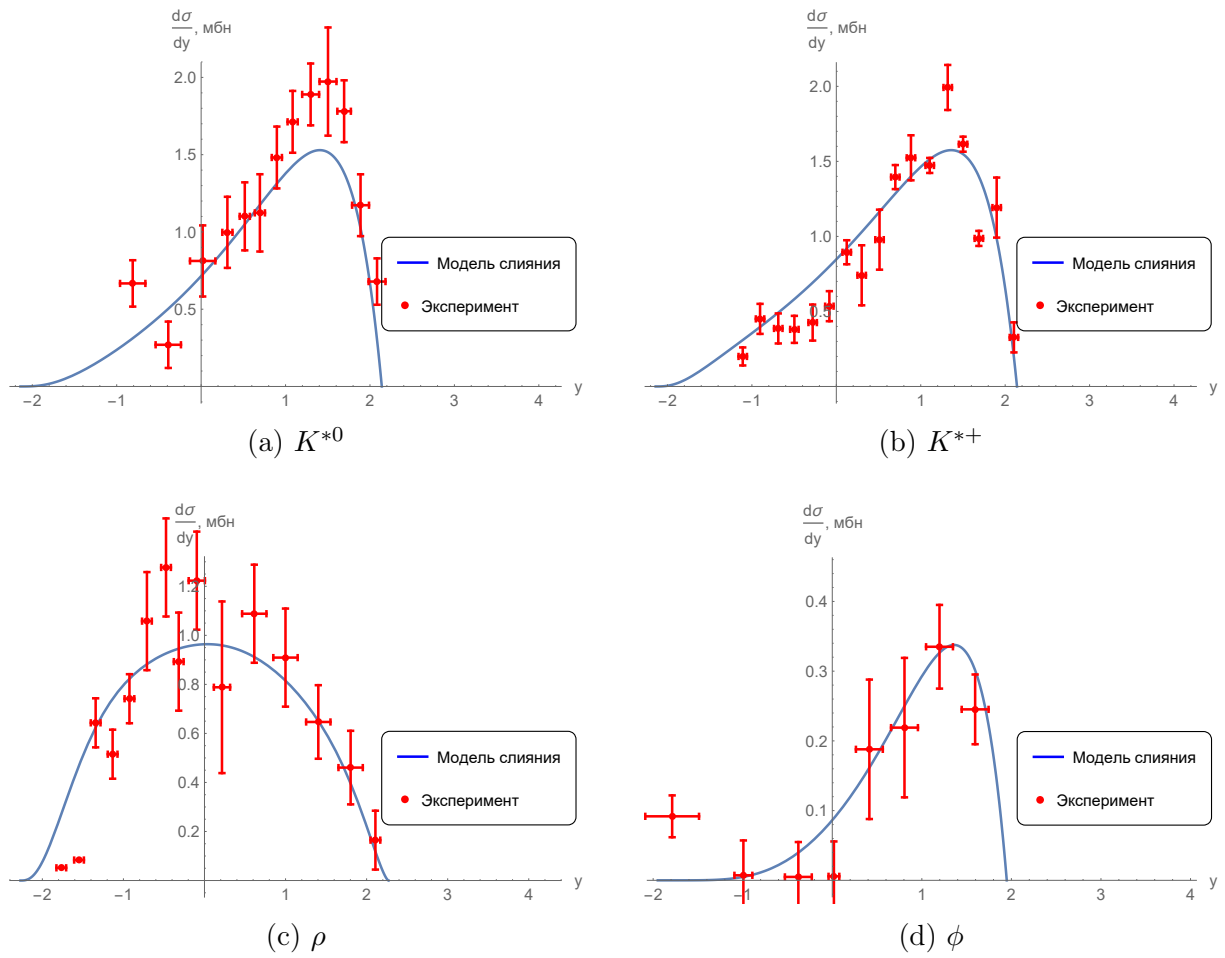 dσ
dy , мбн
2.0
1.5
1.0
0.5
−2 −1 1 2 3 4 y
Модель слияния
Эксперимент
(a) K*0
dσ
dy , мбн
2.0
1.5
1.0
0.5
−2 −1 1 2 3 4 y
Модель слияния
Эксперимент
(b) K*+
dσ
dy , мбн
1.2
1.0
0.8
0.6
0.4
0.2
−2 −1 1 2 3 4 y
Модель слияния
Эксперимент
(c) ρ
dσ
dy , мбн
0.4
0.3
0.2
0.1
−2 −1 1 2 3 4 y
Модель слияния
Эксперимент
(d) ϕ